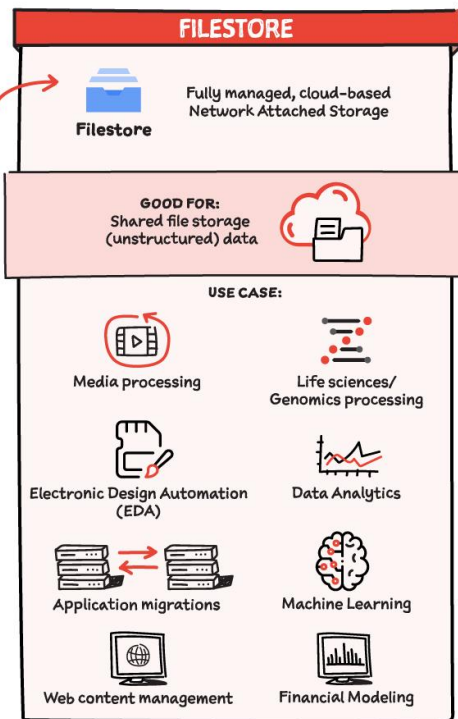 FILESTORE
Filestore
Fully managed, cloud-based
Network Attached Storage
GOOD FOR:
Shared file storage
(unstructured) data
USE CASE:
Media processing
Life sciences/
Genomics processing
Electronic Design Automation
(EDA)
Data Analytics
Application migrations
Machine Learning
Web content management
Financial Modeling